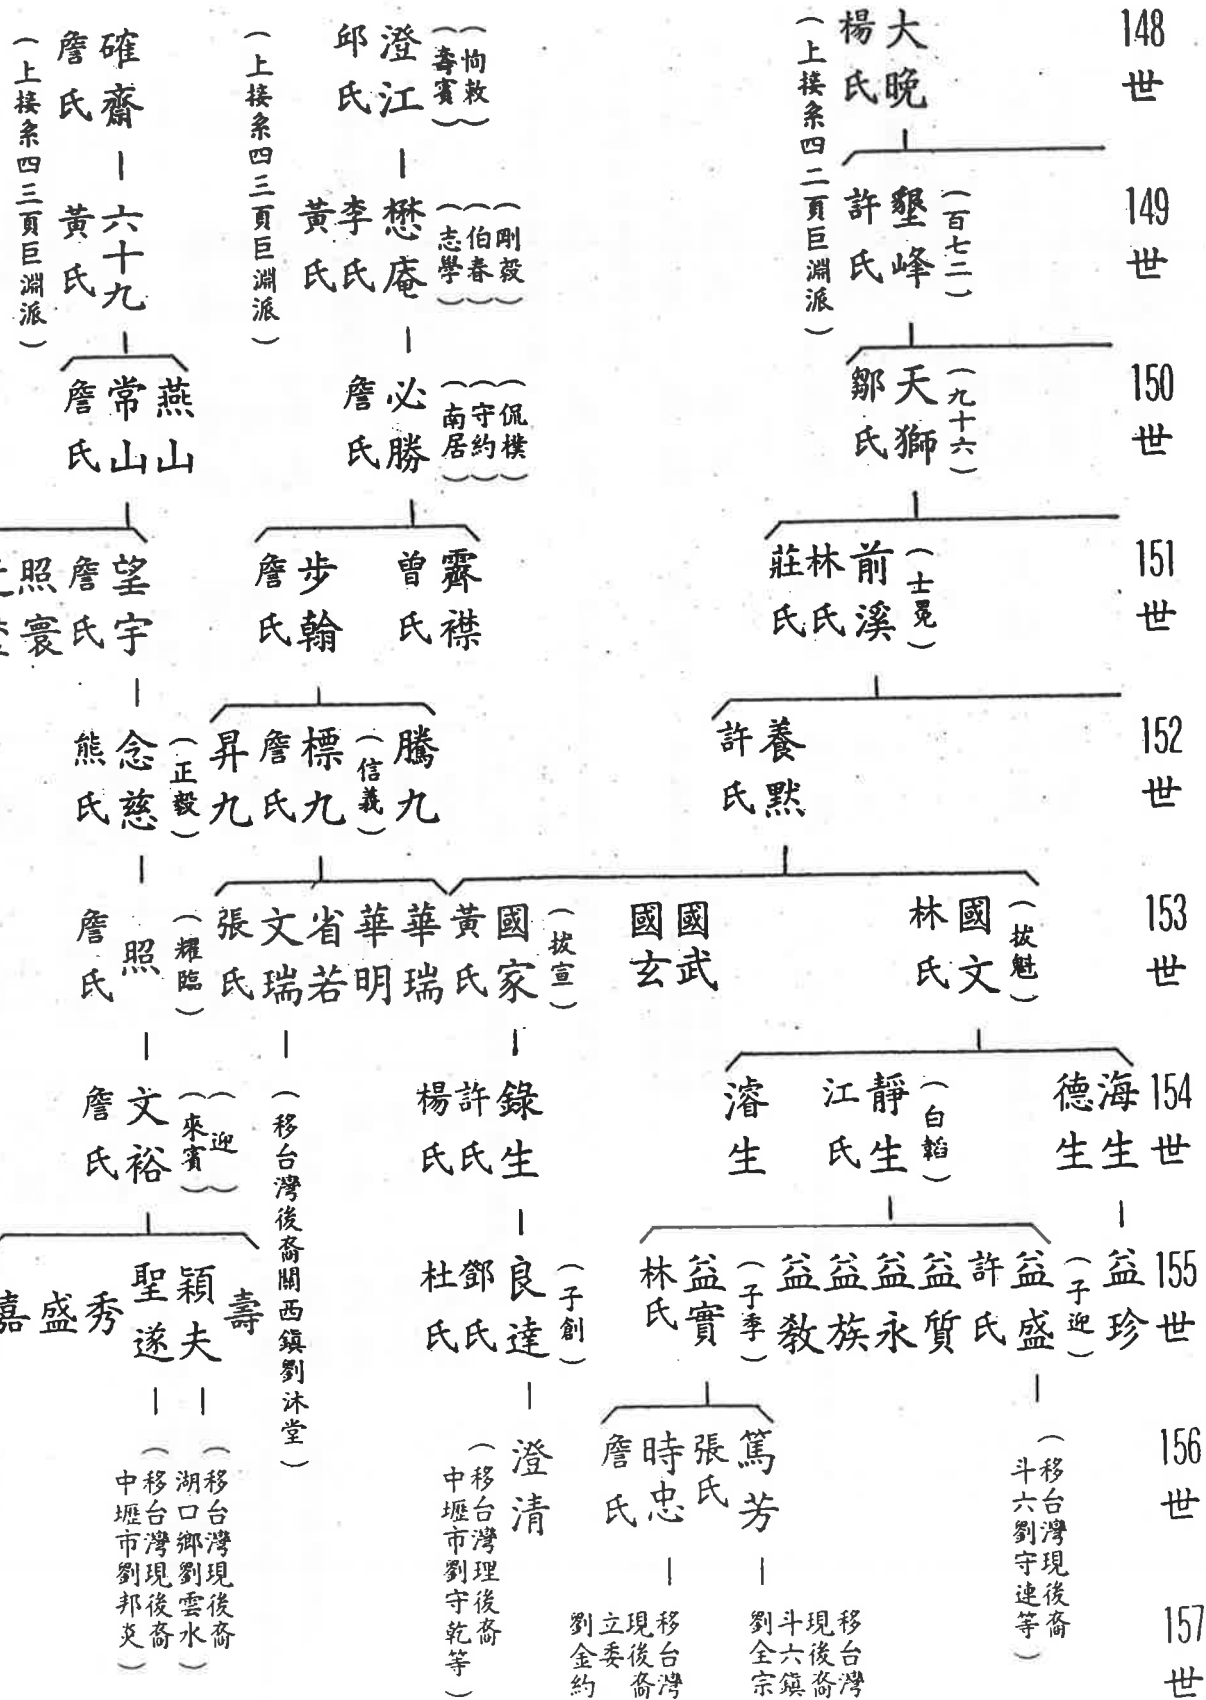 148世
大晚
楊氏
(上接系四二頁巨淵派)
(恂敕)
(壽賓)
澄江
邱氏
(上接系四三頁巨淵派)
確齋
詹氏
(上接系四三頁巨淵派)
149世
(百七二)
墾峰
許氏
(剛毅)
(伯春)
(志學)
懋庵
李氏
黃氏
六十九
黃氏
150世
(九十六)
天獅
鄒氏
(侃樸)
(守約)
(南居)
必勝
詹氏
燕山
常山
詹氏
151世
(士冕)
前溪
林氏
莊氏
霽襟
曾氏
步翰
詹氏
望宇
詹氏
照寰
152世
養默
許氏
騰九
(信義)
標九
詹氏
昇九
(正毅)
念慈
熊氏
153世
(拔魁)
國文
林氏
國武
國玄
(拔宣)
國家
黃氏
華瑞
華明
省若
文瑞
張氏
(耀臨)
照
詹氏
154世
海生
德生
(白韜)
靜生
江氏
濬生
錄生
許氏
楊氏
(移台灣後裔關西鎮劉沐堂)
(迎)
(來賓)
文裕
詹氏
155世
益珍
(子迎)
益盛
許氏
益質
益永
益族
益教
(子季)
益實
林氏
(子創)
良達
鄧氏
杜氏
壽
穎夫
聖遂
秀
盛
嘉
156世
(移台灣現後裔
斗六劉守連等)
篤芳
張氏
時忠
詹氏
澄清
(移台灣理後裔
中壢市劉守乾等)
(移台灣現後裔
湖口鄉劉雲水)
(移台灣現後裔
中壢市劉邦炎)
157世
移台灣
現後裔
斗六鎮
劉全宗
移台灣
現後裔
立委
劉金約